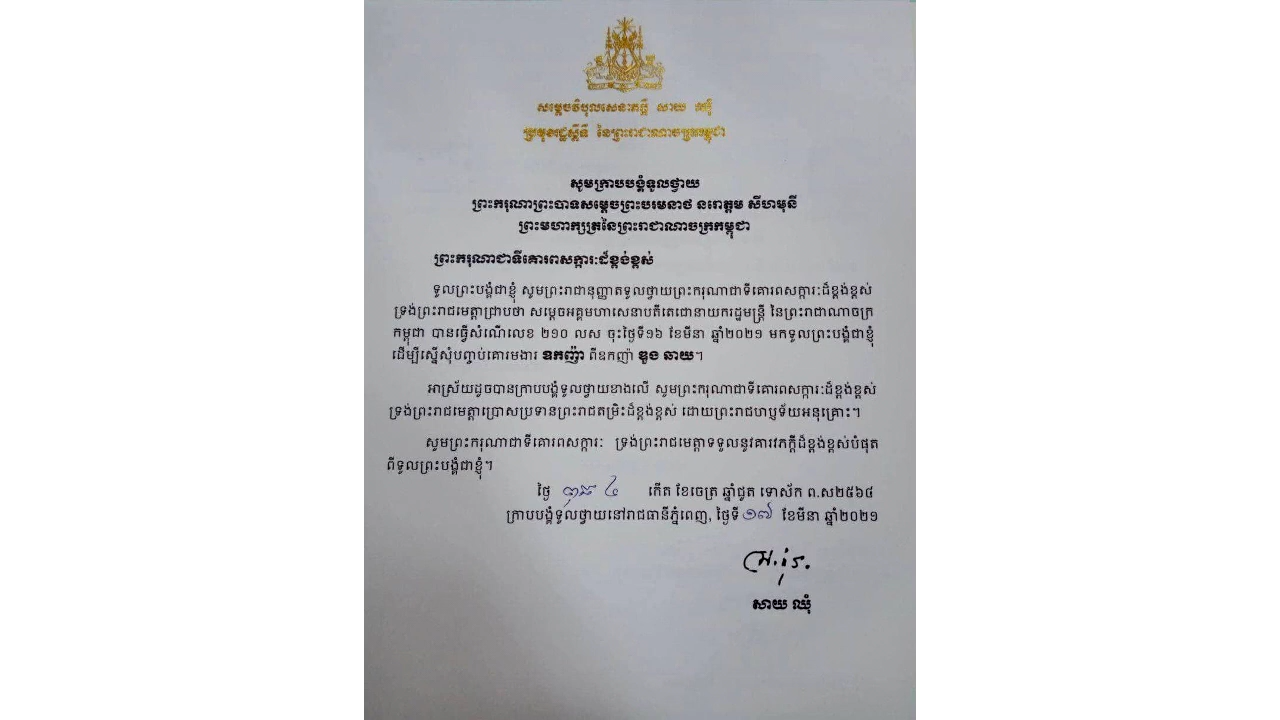 សម្តេចវិបុលសេនាភក្តី សាយ ឈុំ
ប្រមុខរដ្ឋស្តីទី នៃព្រះរាជាណាចក្រកម្ពុជា
សូមក្រាបបង្គំទូលថ្វាយ
ព្រះករុណាព្រះបាទសម្តេចព្រះបរមនាថ នរោត្តម សីហមុនី
ព្រះមហាក្សត្រនៃព្រះរាជាណាចក្រកម្ពុជា
ព្រះករុណាជាទីគោរពសក្ការៈដ៏ខ្ពង់ខ្ពស់
ទូលព្រះបង្គំជាខ្ញុំ សូមព្រះរាជានុញ្ញាតទូលថ្វាយព្រះករុណាជាទីគោរពសក្ការៈដ៏ខ្ពង់ខ្ពស់
ទ្រង់ព្រះរាជមេត្តាជ្រាបថា សម្តេចអគ្គមហាសេនាបតីតេជោនាយករដ្ឋមន្ត្រី នៃព្រះរាជាណាចក្រ
កម្ពុជា បានធ្វើសំណើលេខ ២១០ លស ចុះថ្ងៃទី១៦ ខែមីនា ឆ្នាំ២០២១ មកទូលព្រះបង្គំជាខ្ញុំ
ដើម្បីស្នើសុំបញ្ចប់គោរមងារ ឧកញ៉ា ពីឧកញ៉ា ឌួង ឆាយ។
អាស្រ័យដូចបានក្រាបបង្គំទូលថ្វាយខាងលើ សូមព្រះករុណាជាទីគោរពសក្ការៈដ៏ខ្ពង់ខ្ពស់
ទ្រង់ព្រះរាជមេត្តាប្រោសប្រទានព្រះរាជតម្រិះដ៏ខ្ពង់ខ្ពស់ ដោយព្រះរាជហឫទ័យអនុគ្រោះ។
សូមព្រះករុណាជាទីគោរពសក្ការៈ ទ្រង់ព្រះរាជមេត្តាទទួលនូវគារវភក្តីដ៏ខ្ពង់ខ្ពស់បំផុត
ពីទូលព្រះបង្គំជាខ្ញុំ។
ថ្ងៃ ពុធ ៤ កើត ខែចេត្រ ឆ្នាំជូត ទោស័ក ព.ស២៥៦៤
ក្រាបបង្គំទូលថ្វាយនៅរាជធានីភ្នំពេញ, ថ្ងៃទី១៧ ខែមីនា ឆ្នាំ២០២១
សាយ ឈុំ